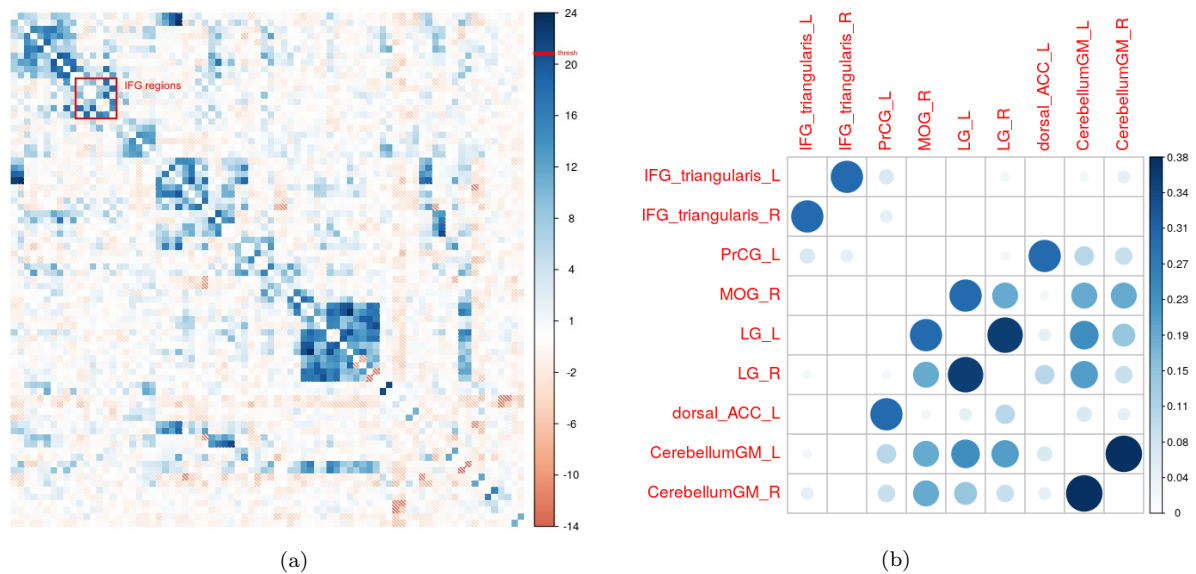 IFG regions
24
thresh
20
16
12
8
4
1
-2
-6
-10
-14
(a)
IFG_triangularis_L
IFG_triangularis_R
PrCG_L
MOG_R
LG_L
LG_R
dorsal_ACC_L
CerebellumGM_L
CerebellumGM_R
IFG_triangularis_L
IFG_triangularis_R
PrCG_L
MOG_R
LG_L
LG_R
dorsal_ACC_L
CerebellumGM_L
CerebellumGM_R
0.38
0.34
0.31
0.27
0.23
0.19
0.15
0.11
0.08
0.04
0
(b)